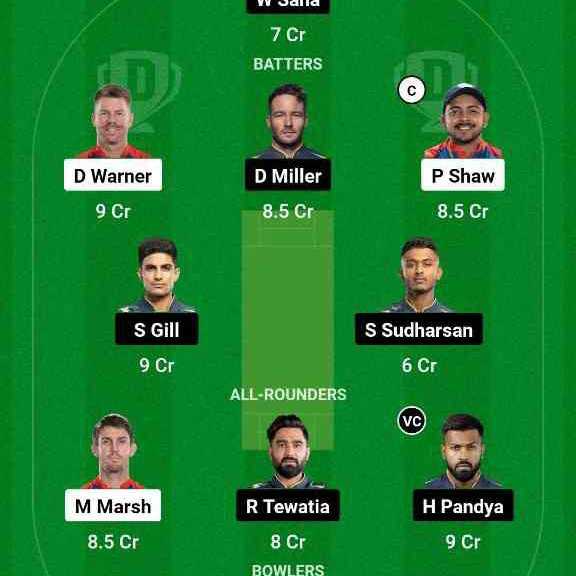 W Saha
7 Cr
BATTERS
C
D Warner
D Miller
P Shaw
9 Cr
8.5 Cr
8.5 Cr
S Gill
S Sudharsan
9 Cr
6 Cr
ALL-ROUNDERS
VC
M Marsh
R Tewatia
H Pandya
8.5 Cr
8 Cr
9 Cr
BOWLERS